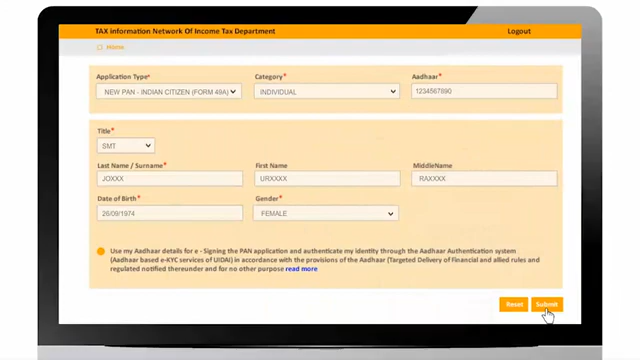 TAX information Network Of Income Tax Department
Logout
Home
Application Type*
Category*
Aadhaar*
NEW PAN - INDIAN CITIZEN (FORM 49A)
INDIVIDUAL
1234567890
Title*
SMT
Last Name / Surname*
First Name
MiddleName
JOXXX
URXXXX
RAXXXX
Date of Birth*
Gender*
26/09/1974
FEMALE
Use my Aadhaar details for e - Signing the PAN application and authenticate my identity through the Aadhaar Authentication system
(Aadhaar based e-KYC services of UIDAI) in accordance with the provisions of the Aadhaar (Targeted Delivery of Financial and allied rules and
regulated notified thereunder and for no other purpose read more
Reset
Submit